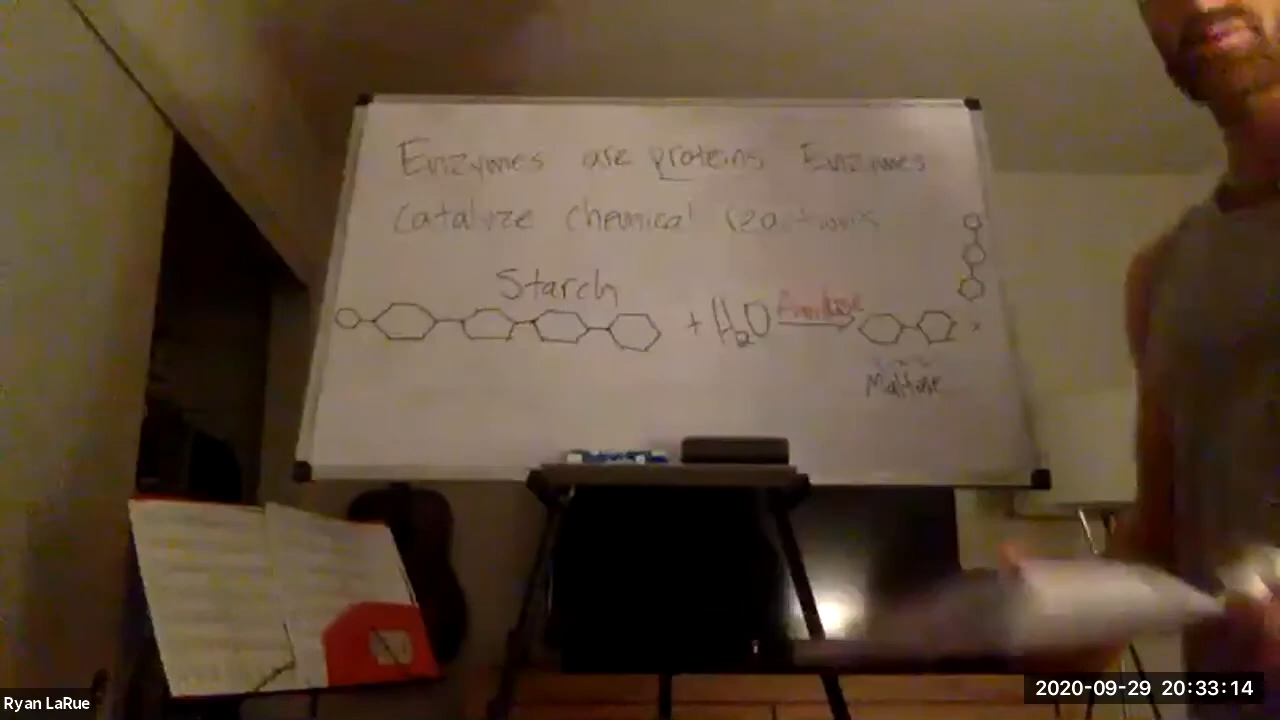 Enzymes are proteins Enzymes
catalyze chemical reactions
Starch
+ H₂O Amylase
Maltose
Ryan LaRue
2020-09-29 20:33:14